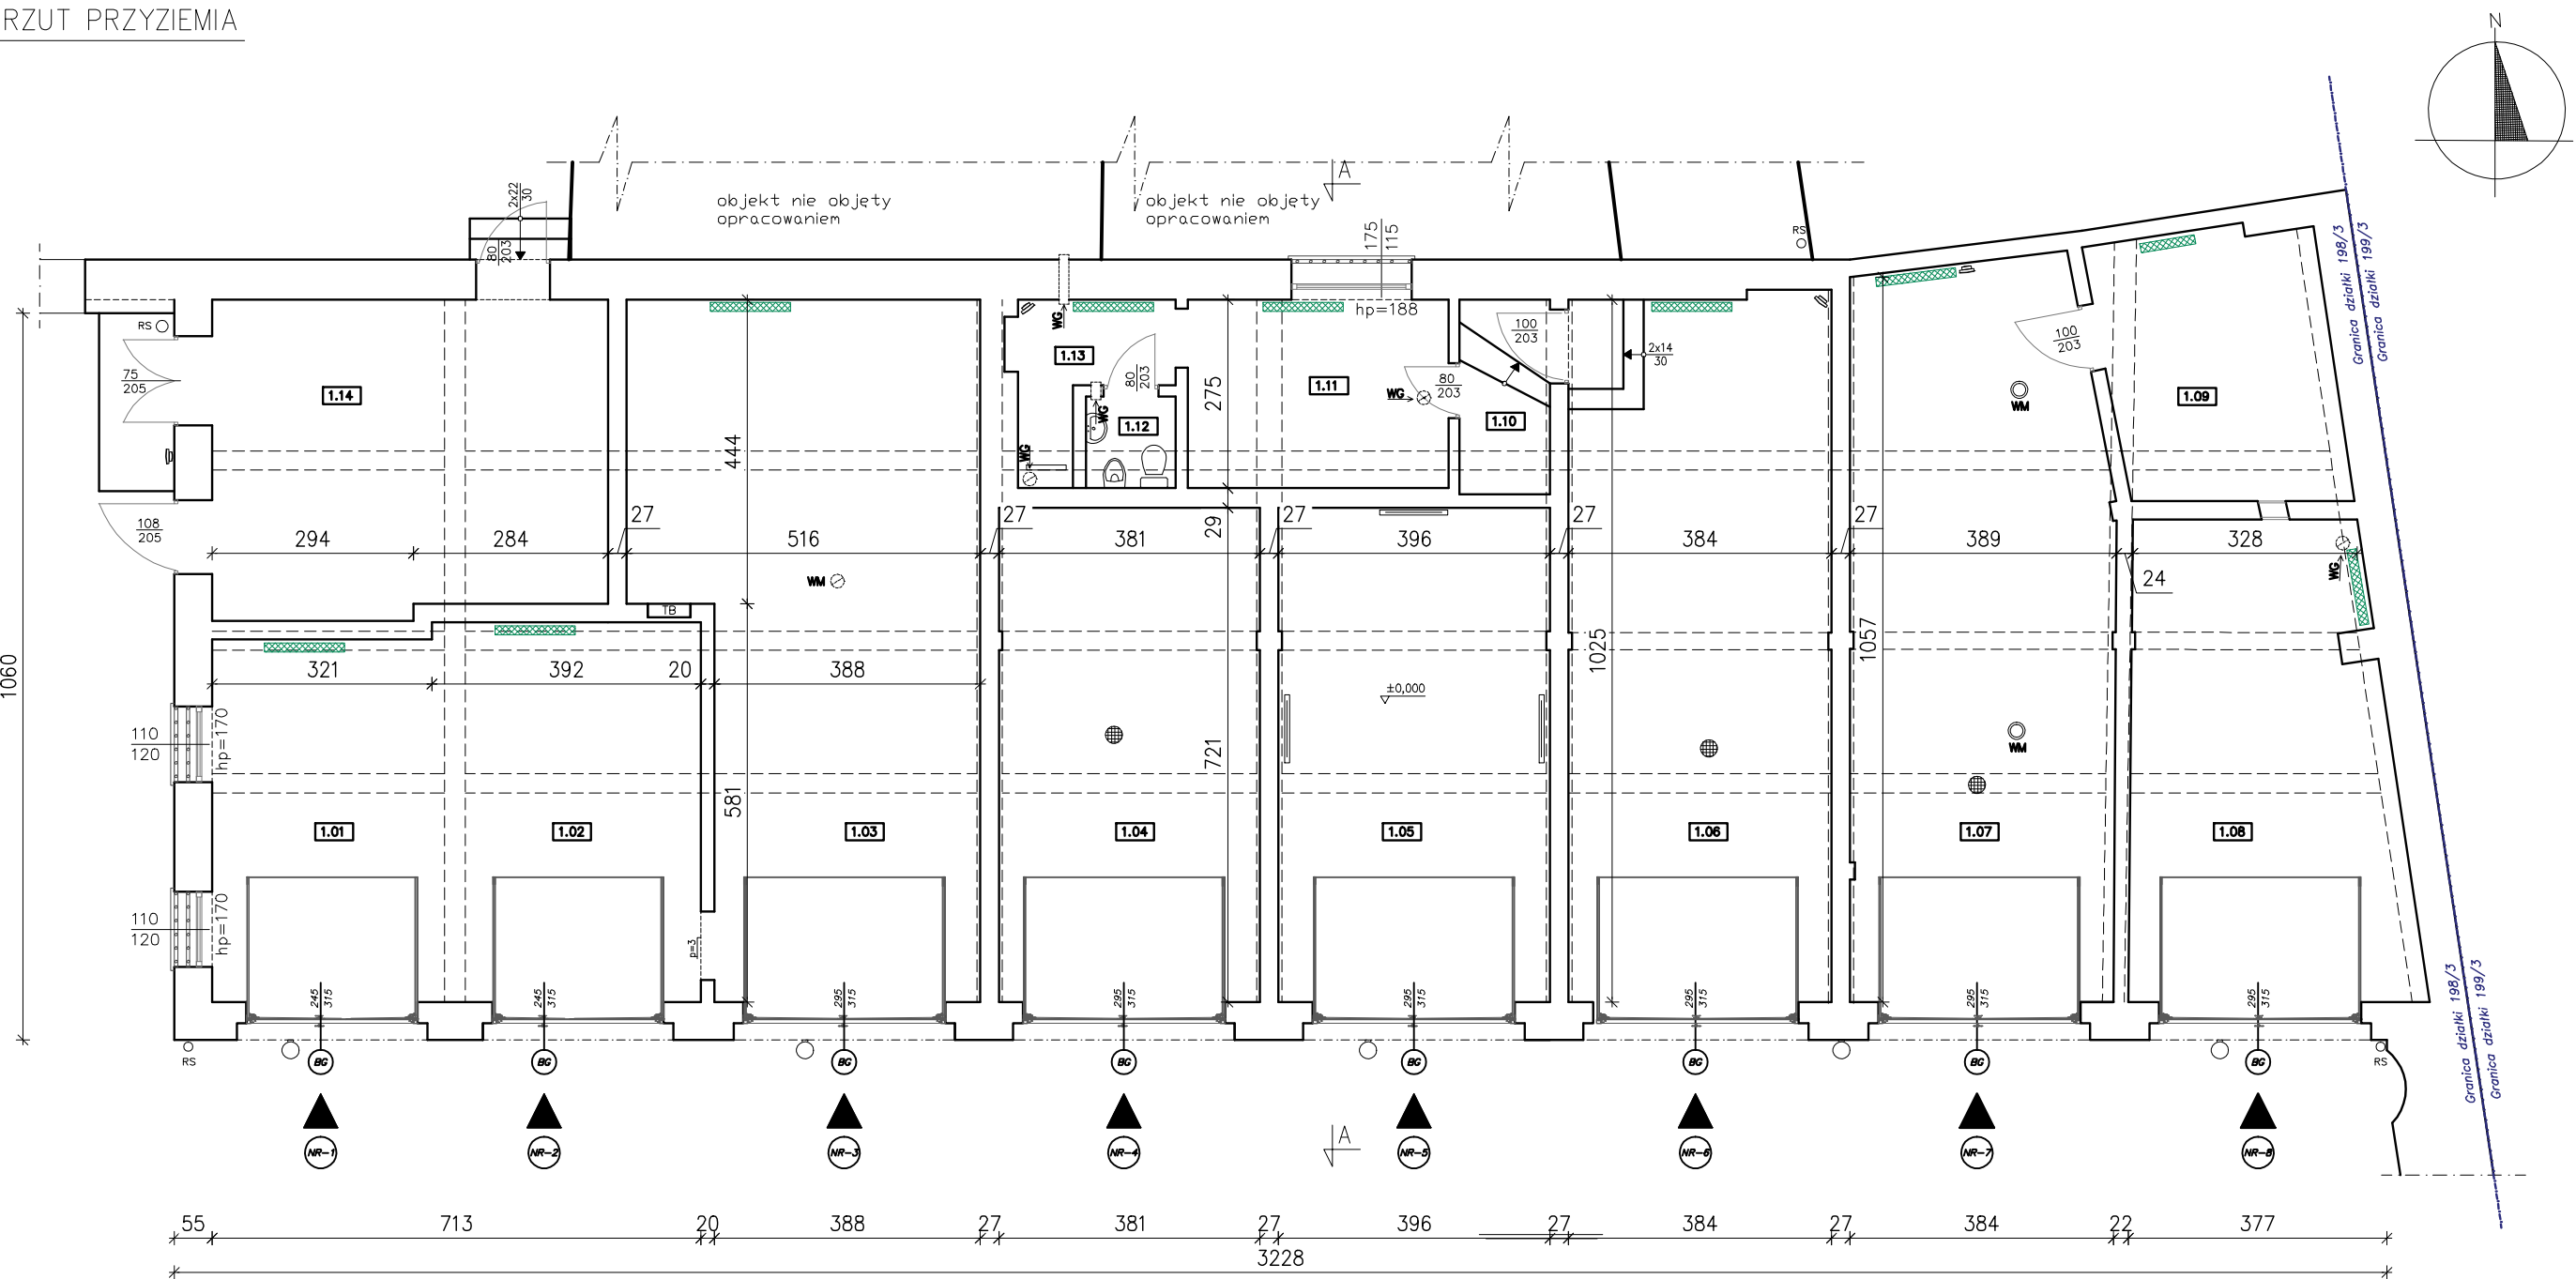 RZUT PRZYZIEMIA
N
Granica działki 198/3
Granica działki 199/3
objekt nie objęty
opracowaniem
objekt nie objęty
opracowaniem
A
2x22
30
80
203
175
115
hp=188
RS
RS
75
205
108
205
1.14
1.13
WG
80
203
WG
1.12
WG
1.11
WG
80
203
1.10
100
203
2x14
30
100
203
WM
1.09
275
444
29
27
27
27
27
27
294
284
516
381
396
384
389
328
24
WG
WM
TB
1060
321
392
20
388
±0,000
1025
1057
721
581
110
120
hp=170
WM
1.01
1.02
1.03
1.04
1.05
1.06
1.07
1.08
110
120
hp=170
p=3
245
315
245
315
295
315
295
315
295
315
295
315
295
315
295
315
Granica działki 198/3
Granica działki 199/3
RS
BG
BG
BG
BG
BG
BG
BG
BG
RS
A
NR-1
NR-2
NR-3
NR-4
NR-5
NR-6
NR-7
NR-8
55
713
20
388
27
381
27
396
27
384
27
384
22
377
3228